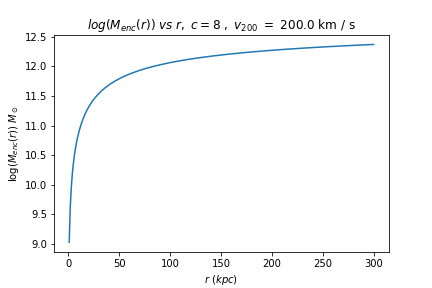 log(M_enc(r)) vs r, c = 8 , v_200 = 200.0 km / s
12.5
12.0
11.5
11.0
10.5
10.0
9.5
9.0
log(M_enc(r)) M_⊙
0 50 100 150 200 250 300
r (kpc)